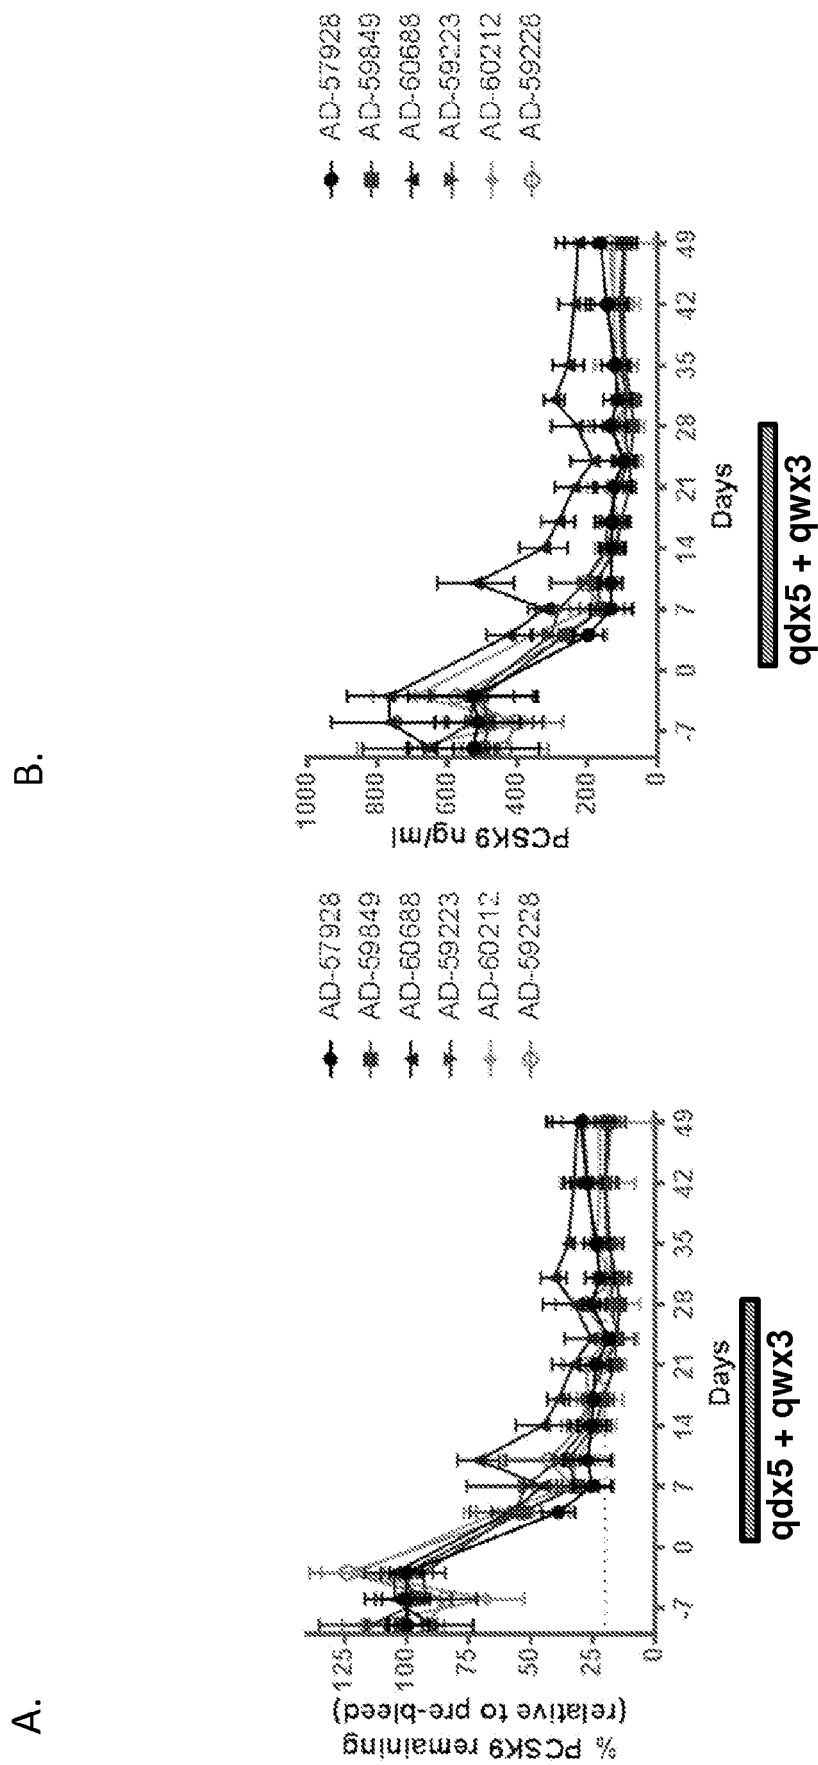 A.
% PCSK9 remaining
(relative to pre-bleed)
125
100
75
50
25
0
-7
0
7
14
21
28
35
42
49
Days
qdx5 + qwx3
AD-57928
AD-59849
AD-60688
AD-59223
AD-60212
AD-59228
B.
PCSK9 ng/ml
1000
800
600
400
200
0
-7
0
7
14
21
28
35
42
49
Days
qdx5 + qwx3
AD-57928
AD-59849
AD-60688
AD-59223
AD-60212
AD-59228